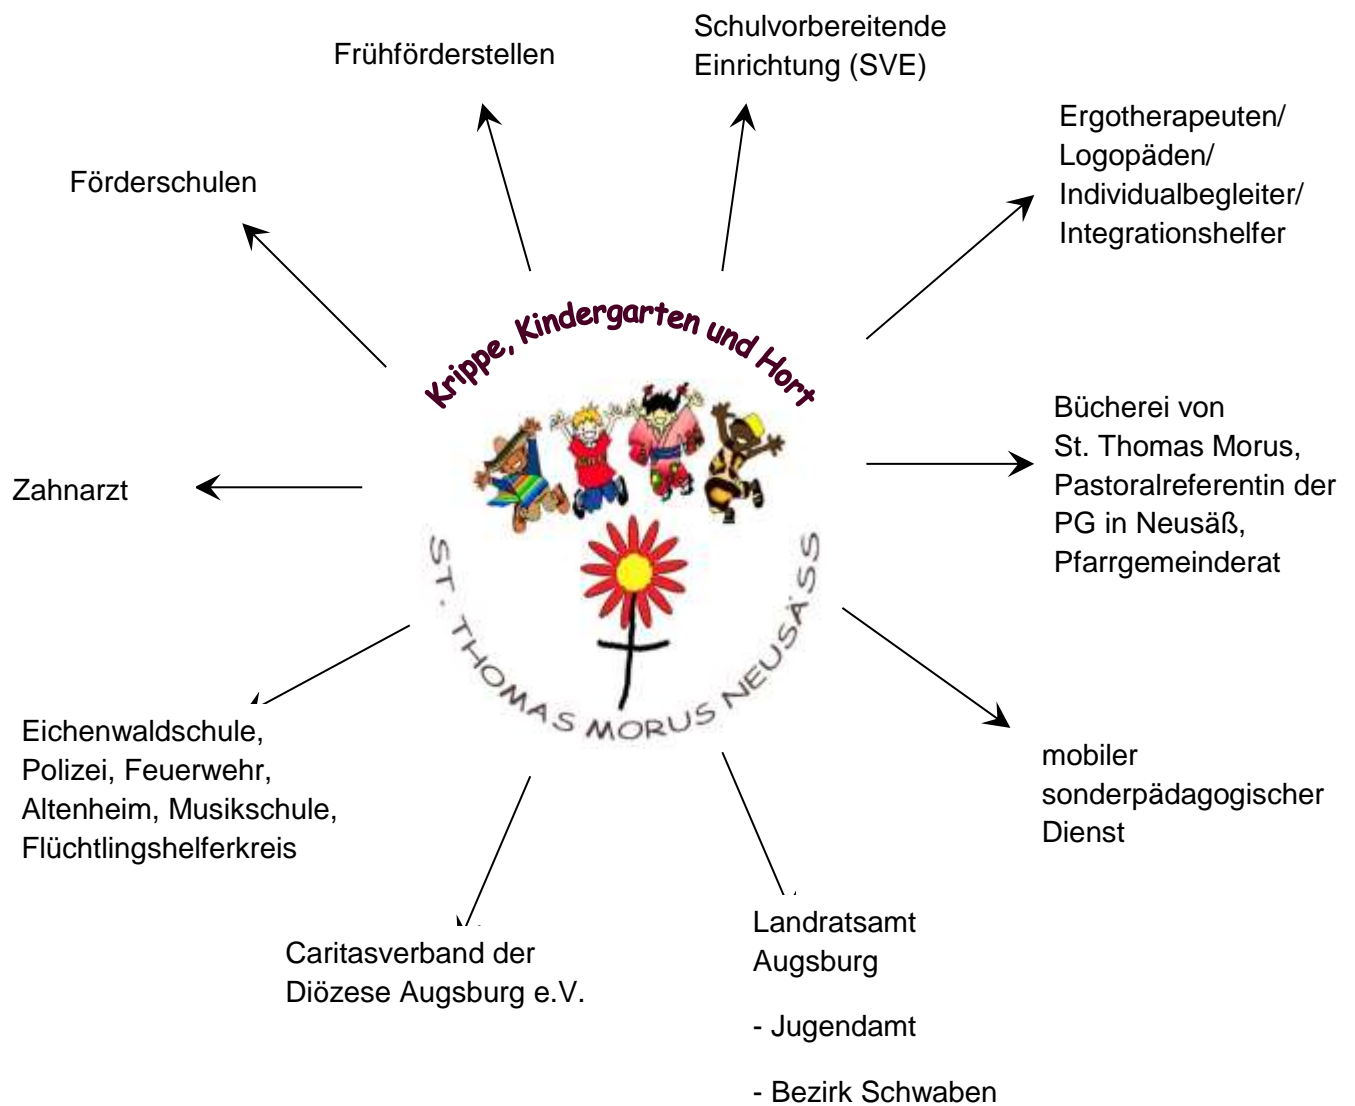 Schulvorbereitende
Einrichtung (SVE)
Frühförderstellen
Ergotherapeuten/
Logopäden/
Individualbegleiter/
Integrationshelfer
Förderschulen
Krippe, Kindergarten und Hort
Bücherei von
St. Thomas Morus,
Pastoralreferentin der
PG in Neusäß,
Pfarrgemeinderat
Zahnarzt
ST. THOMAS MORUS NEUSÄSS
Eichenwaldschule,
Polizei, Feuerwehr,
Altenheim, Musikschule,
Flüchtlingshelferkreis
mobiler
sonderpädagogischer
Dienst
Caritasverband der
Diözese Augsburg e.V.
Landratsamt
Augsburg
- Jugendamt
- Bezirk Schwaben